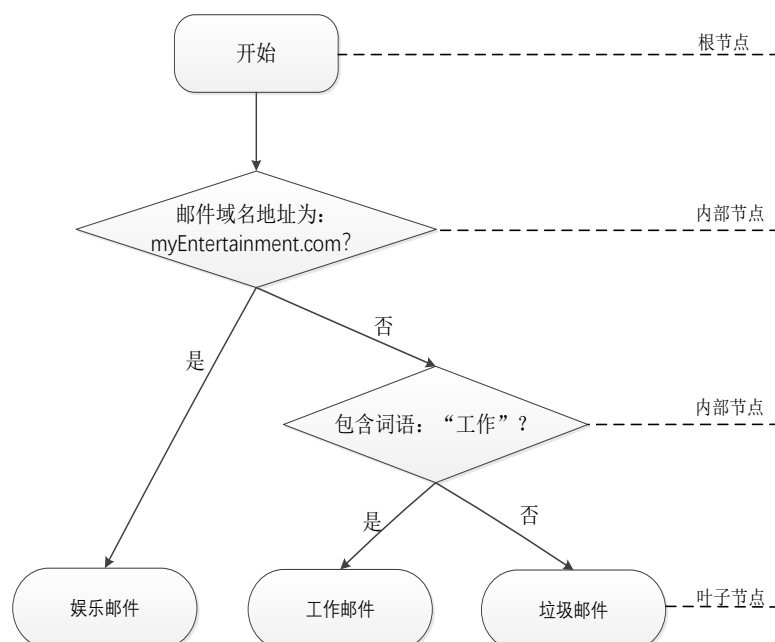 开始
根节点
邮件域名地址为：
myEntertainment.com？
内部节点
是
否
包含词语：“工作”？
内部节点
是
否
娱乐邮件
工作邮件
垃圾邮件
叶子节点